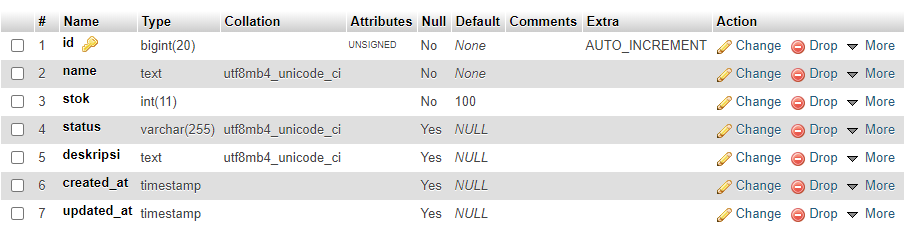 # Name Type Collation Attributes Null Default Comments Extra Action
1 id bigint(20) UNSIGNED No None AUTO_INCREMENT Change Drop More
2 name text utf8mb4_unicode_ci No None Change Drop More
3 stok int(11) No 100 Change Drop More
4 status varchar(255) utf8mb4_unicode_ci Yes NULL Change Drop More
5 deskripsi text utf8mb4_unicode_ci Yes NULL Change Drop More
6 created_at timestamp Yes NULL Change Drop More
7 updated_at timestamp Yes NULL Change Drop More